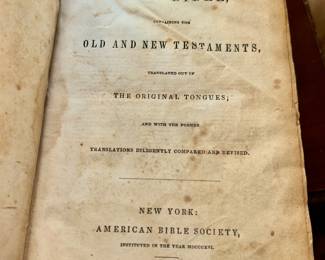 CONTAINING THE
OLD AND NEW TESTAMENTS,
TRANSLATED OUT OF
THE ORIGINAL TONGUES;
AND WITH THE FORMER
TRANSLATIONS DILIGENTLY COMPARED AND REVISED.
NEW YORK:
AMERICAN BIBLE SOCIETY,
INSTITUTED IN THE YEAR MDCCCXVI.